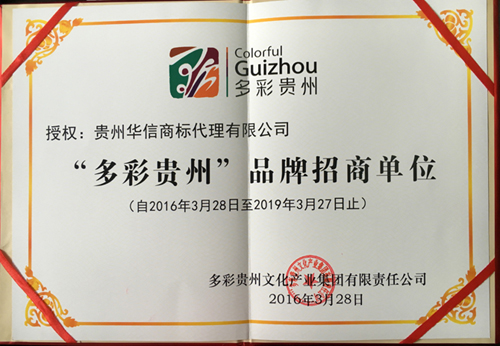 Colorful
Guizhou
多彩贵州
授权：贵州华信商标代理有限公司
“多彩贵州”品牌招商单位
（自2016年3月28日至2019年3月27日止）
多彩贵州文化产业集团有限责任公司
2016年3月28日